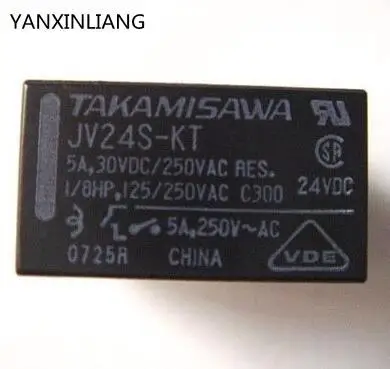 YANXINLIANG
TAKAMISAWA
JV24S-KT
5A,30VDC/250VAC RES.
1/8HP,125/250VAC C300
24VDC
5A,250V~AC
0725R CHINA
VDE